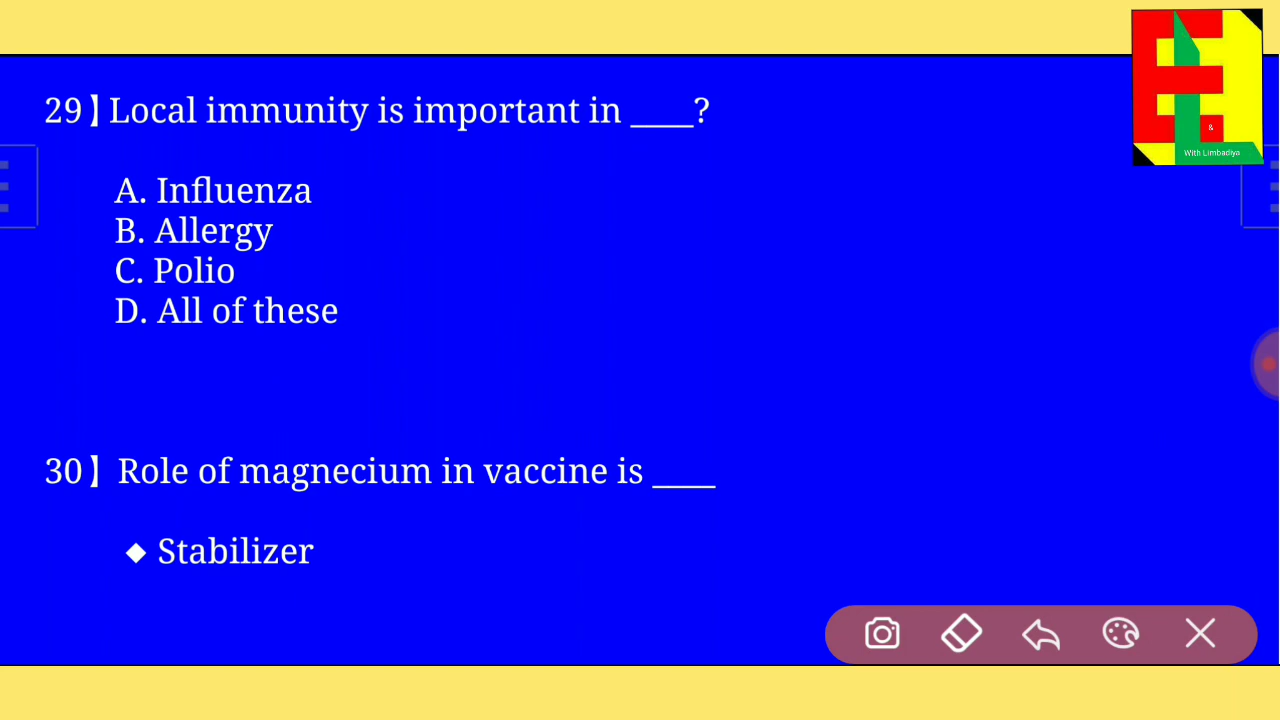 29】Local immunity is important in ____?
A. Influenza
B. Allergy
C. Polio
D. All of these
30】 Role of magnecium in vaccine is ____
◆ Stabilizer
&
With Limbadiya